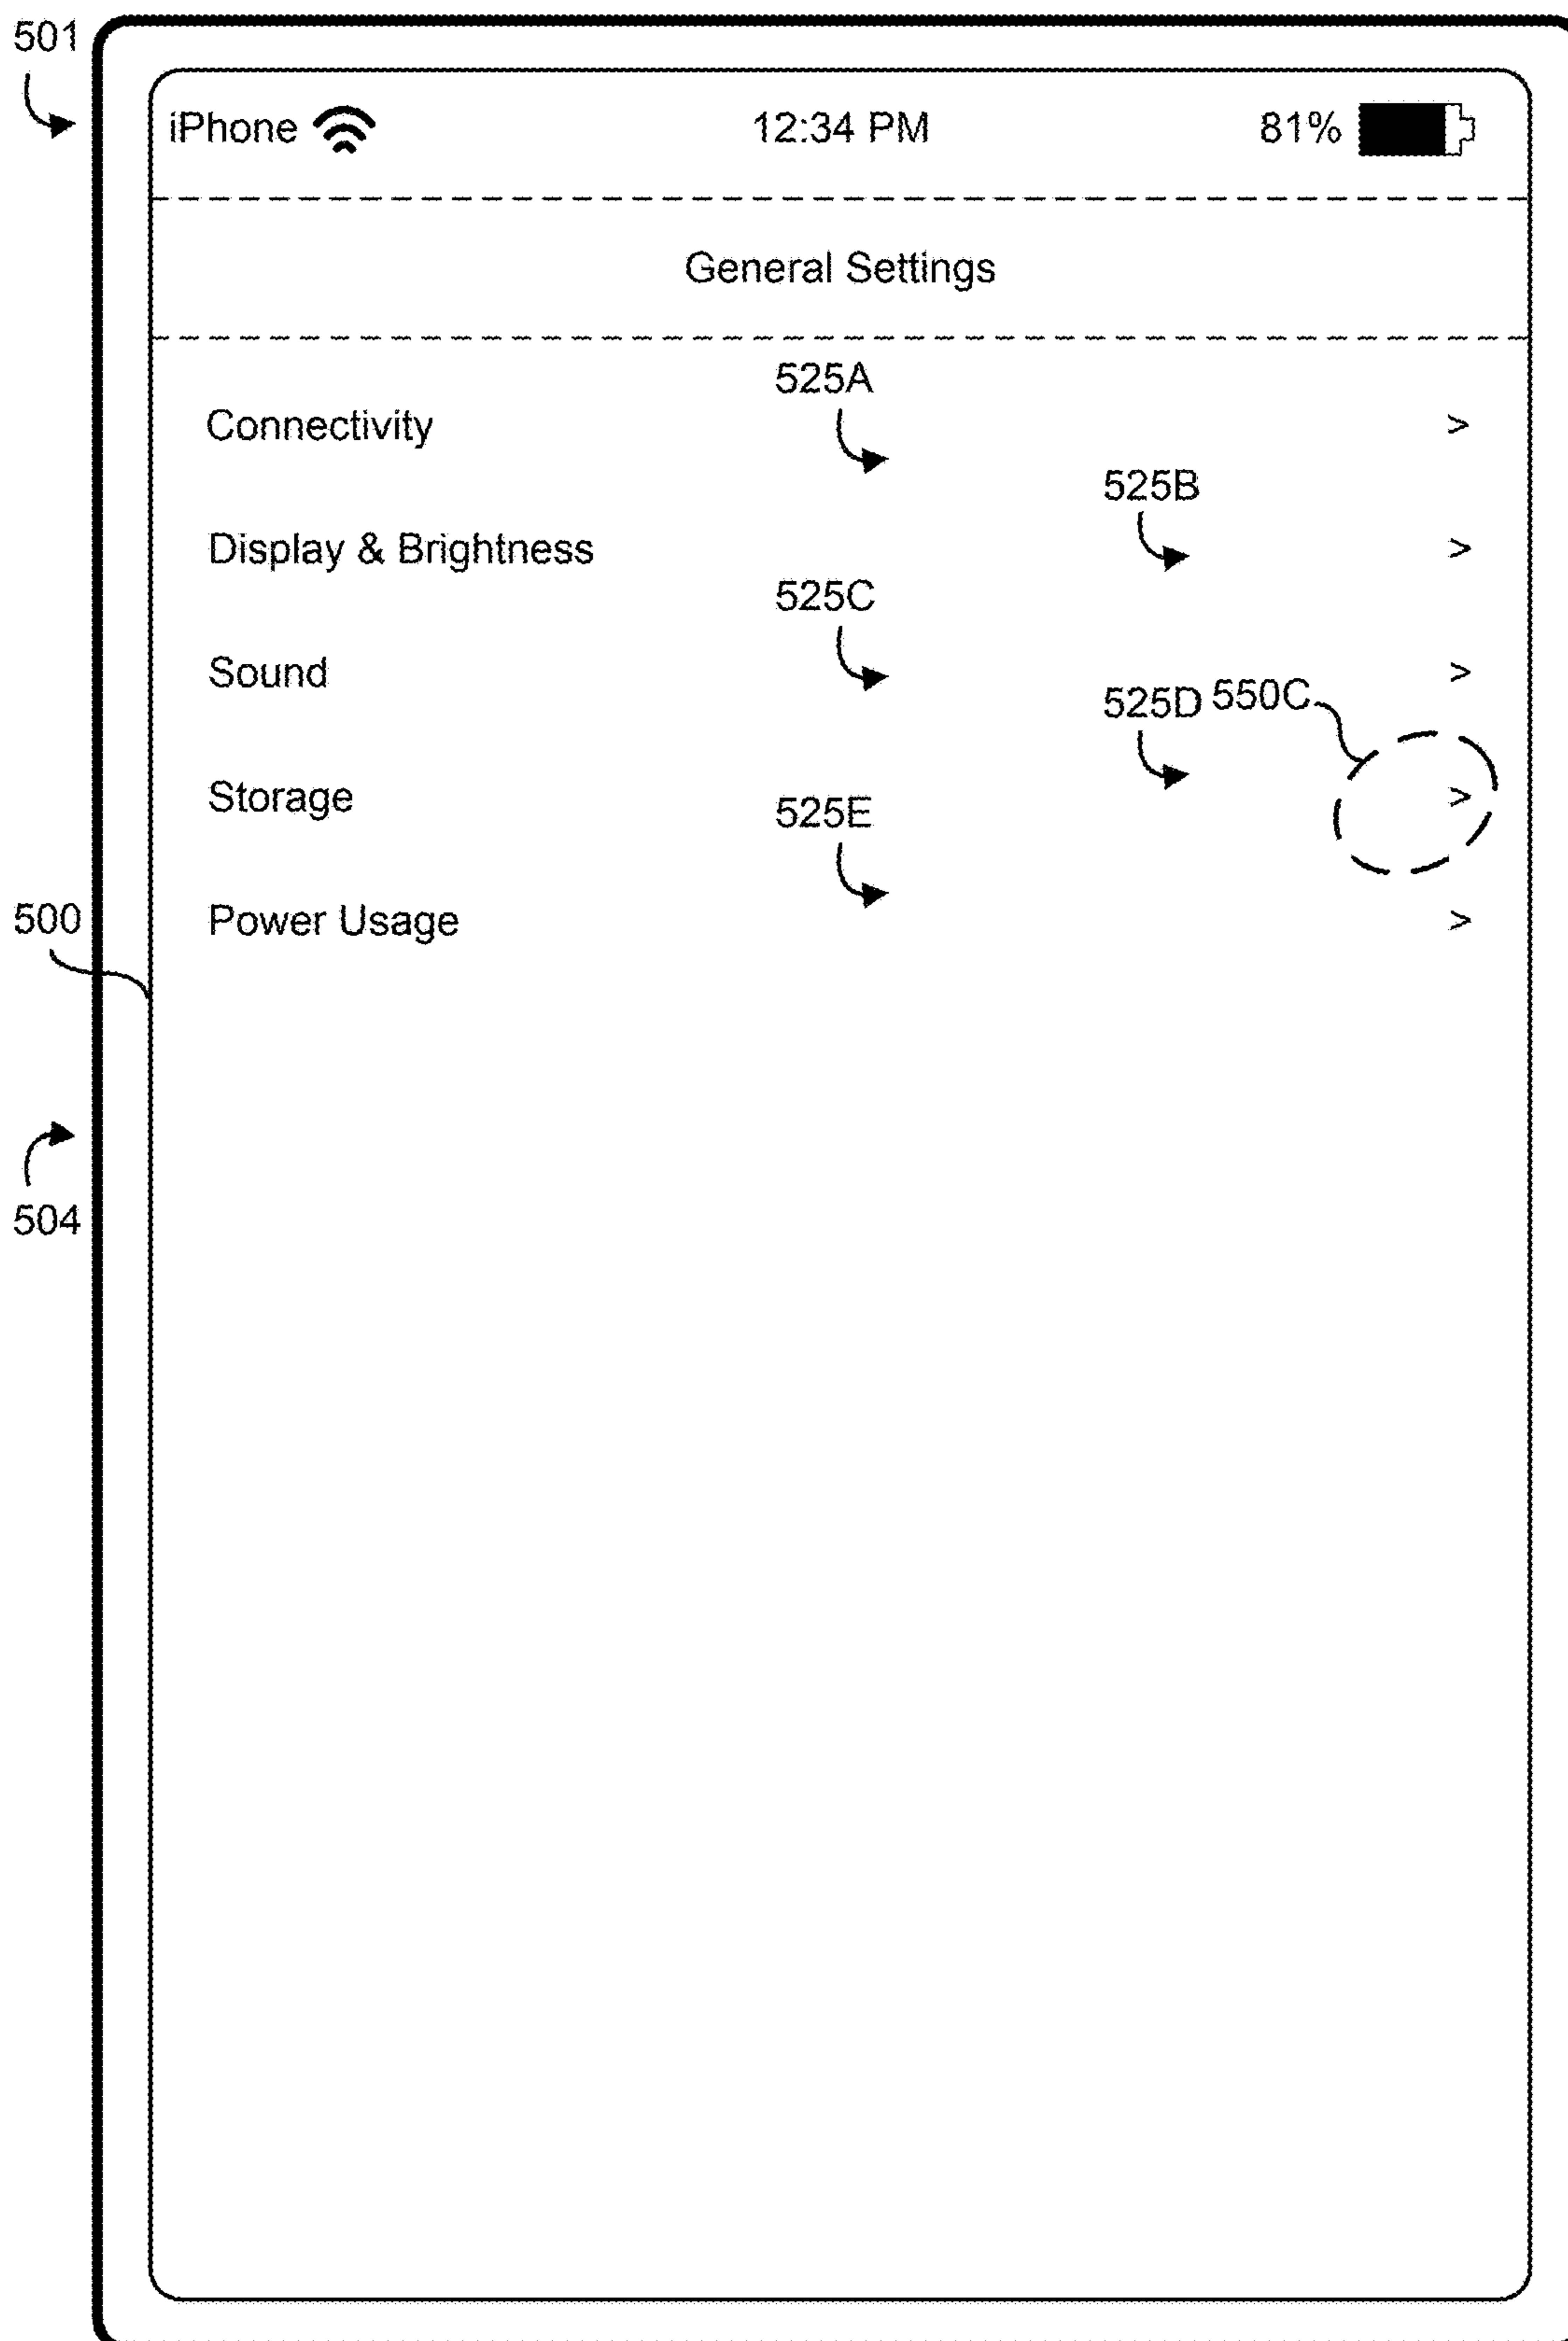 501
iPhone 12:34 PM 81%
General Settings
525A
Connectivity >
525B
Display & Brightness >
525C
Sound >
525D 550C
Storage >
525E
500
Power Usage >
504